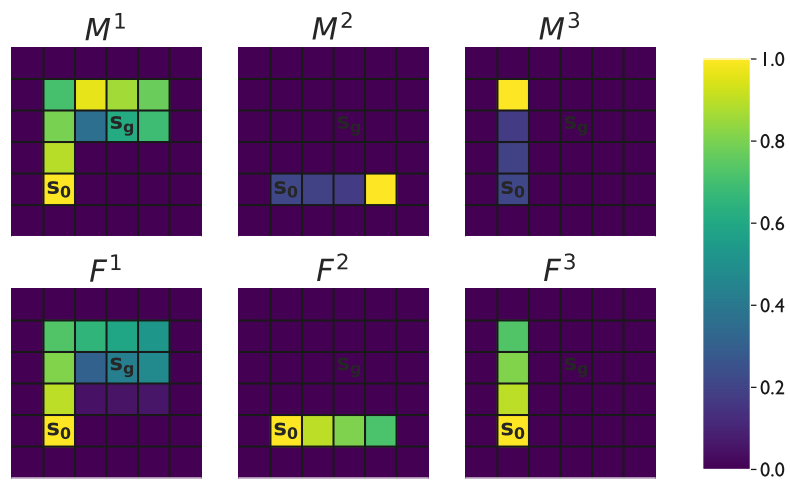 M¹ M² M³
1.0
s_g s_g s_g
0.8
s₀ s₀ s₀
0.6
F¹ F² F³
0.4
s_g s_g s_g
0.2
s₀ s₀ s₀
0.0